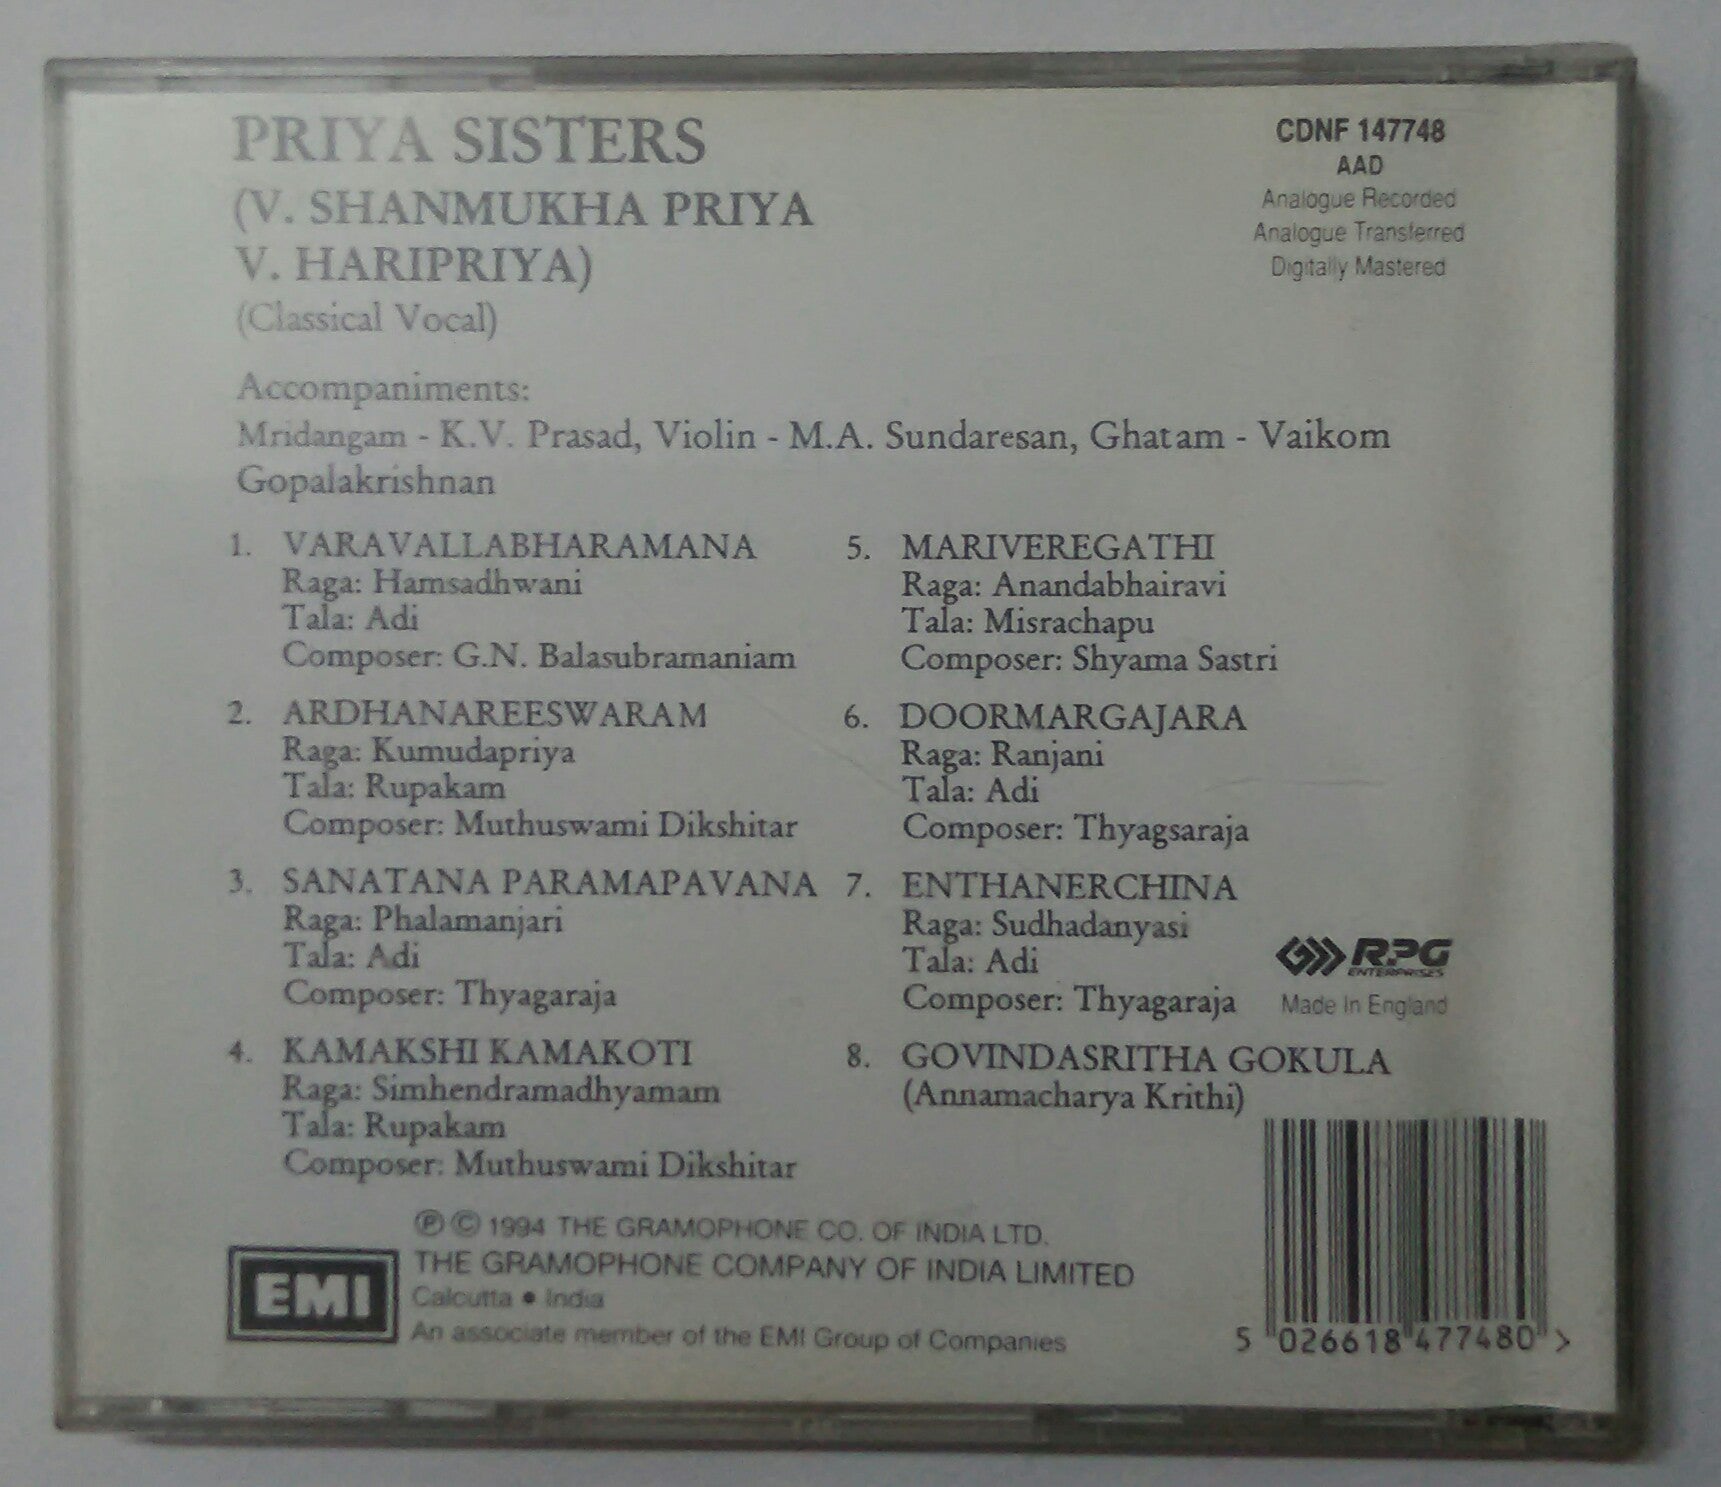 PRIYA SISTERS
(V. SHANMUKHA PRIYA
V. HARIPRIYA)
(Classical Vocal)
CDNF 147748
AAD
Analogue Recorded
Analogue Transferred
Digitally Mastered
Accompaniments:
Mridangam - K.V. Prasad, Violin - M.A. Sundaresan, Ghatam - Vaikom
Gopalakrishnan
1. VARAVALLABHARAMANA
Raga: Hamsadhwani
Tala: Adi
Composer: G.N. Balasubramaniam
2. ARDHANAREESWARAM
Raga: Kumudapriya
Tala: Rupakam
Composer: Muthuswami Dikshitar
3. SANATANA PARAMAPAVANA
Raga: Phalamanjari
Tala: Adi
Composer: Thyagaraja
4. KAMAKSHI KAMAKOTI
Raga: Simhendramadhyamam
Tala: Rupakam
Composer: Muthuswami Dikshitar
5. MARIVEREGATHI
Raga: Anandabhairavi
Tala: Misrachapu
Composer: Shyama Sastri
6. DOORMARGAJARA
Raga: Ranjani
Tala: Adi
Composer: Thyagsaraja
7. ENTHANERCHINA
Raga: Sudhadanyasi
Tala: Adi
Composer: Thyagaraja
8. GOVINDASRITHA GOKULA
(Annamacharya Krithi)
RPG
ENTERPRISES
Made In England
℗ © 1994 THE GRAMOPHONE CO. OF INDIA LTD.
EMI
THE GRAMOPHONE COMPANY OF INDIA LIMITED
Calcutta • India
An associate member of the EMI Group of Companies
5 026618 477480 >